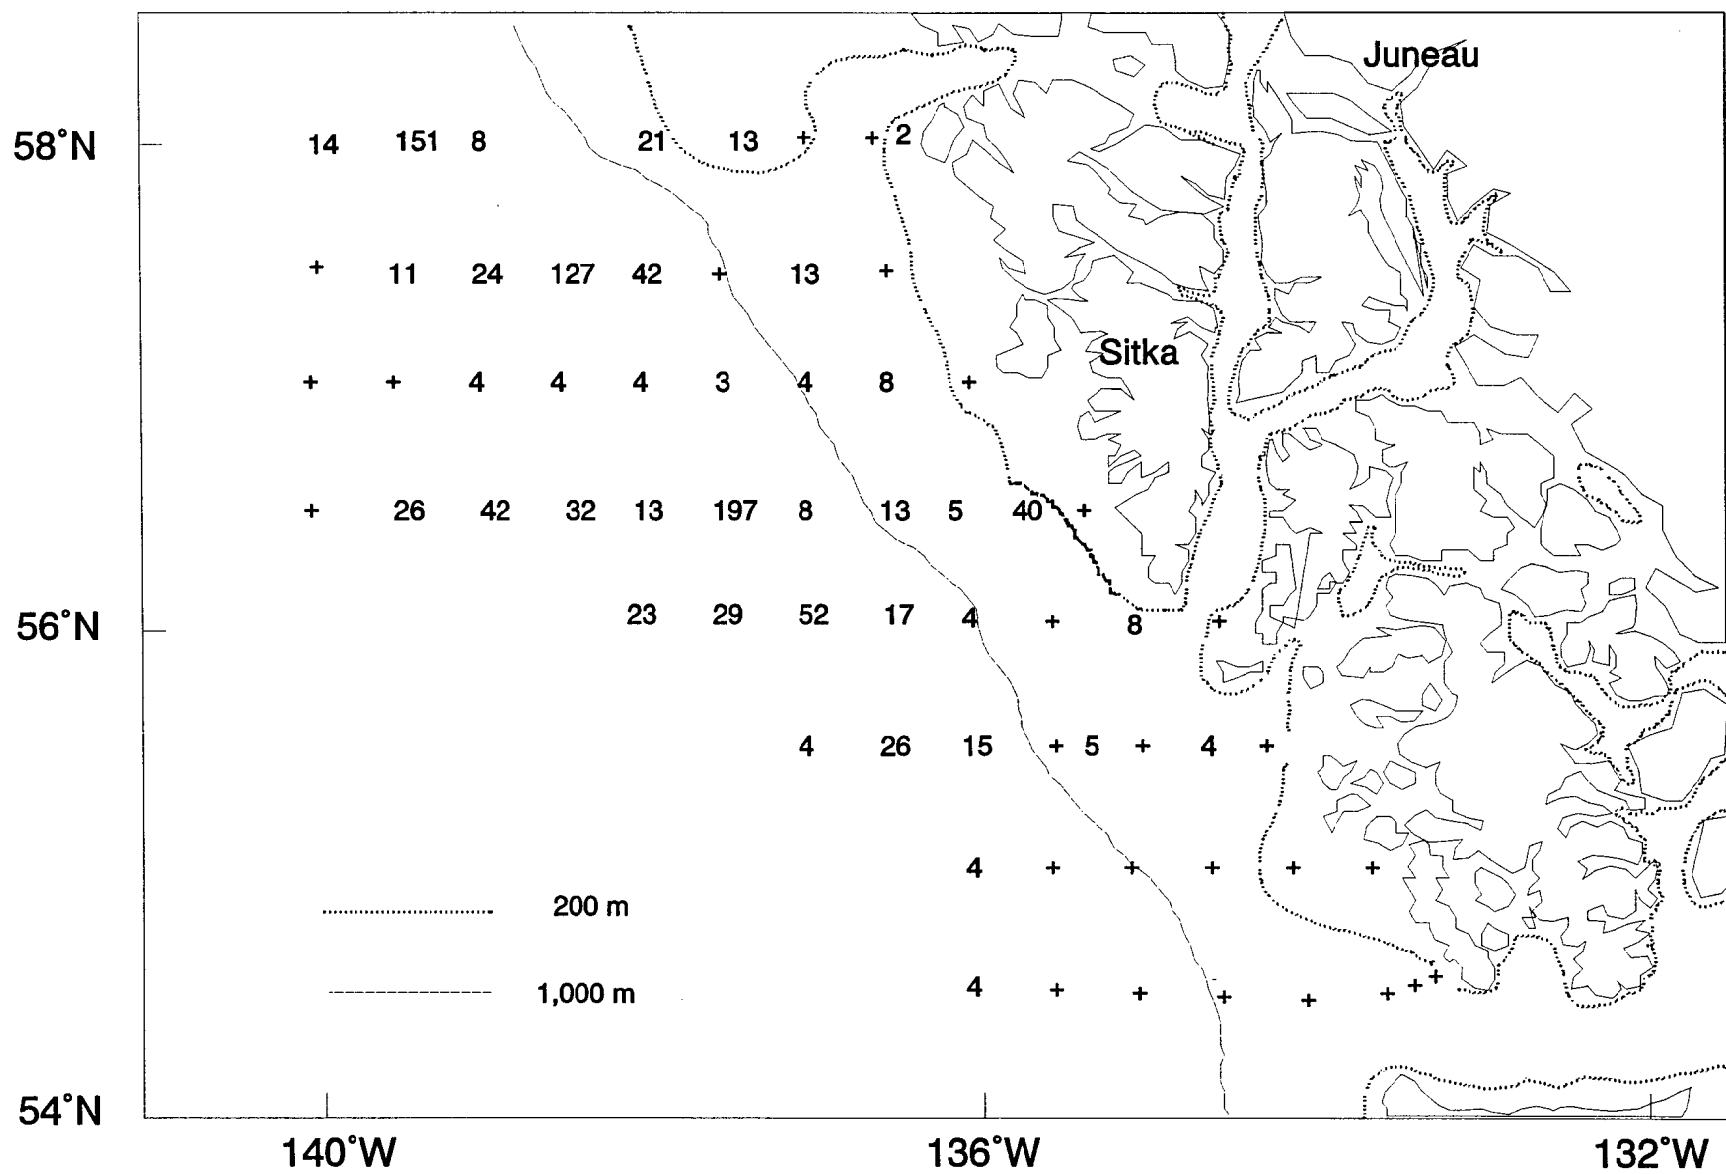 Juneau
58°N 14 151 8 21 13 + + 2
+ 11 24 127 42 + 13 +
Sitka
+ + 4 4 4 3 4 8 +
+ 26 42 32 13 197 8 13 5 40 +
56°N 23 29 52 17 4 + 8 +
4 26 15 + 5 + 4 +
4 + + + + +
200 m
4 + + + + + + +
1,000 m
54°N
140°W 136°W 132°W